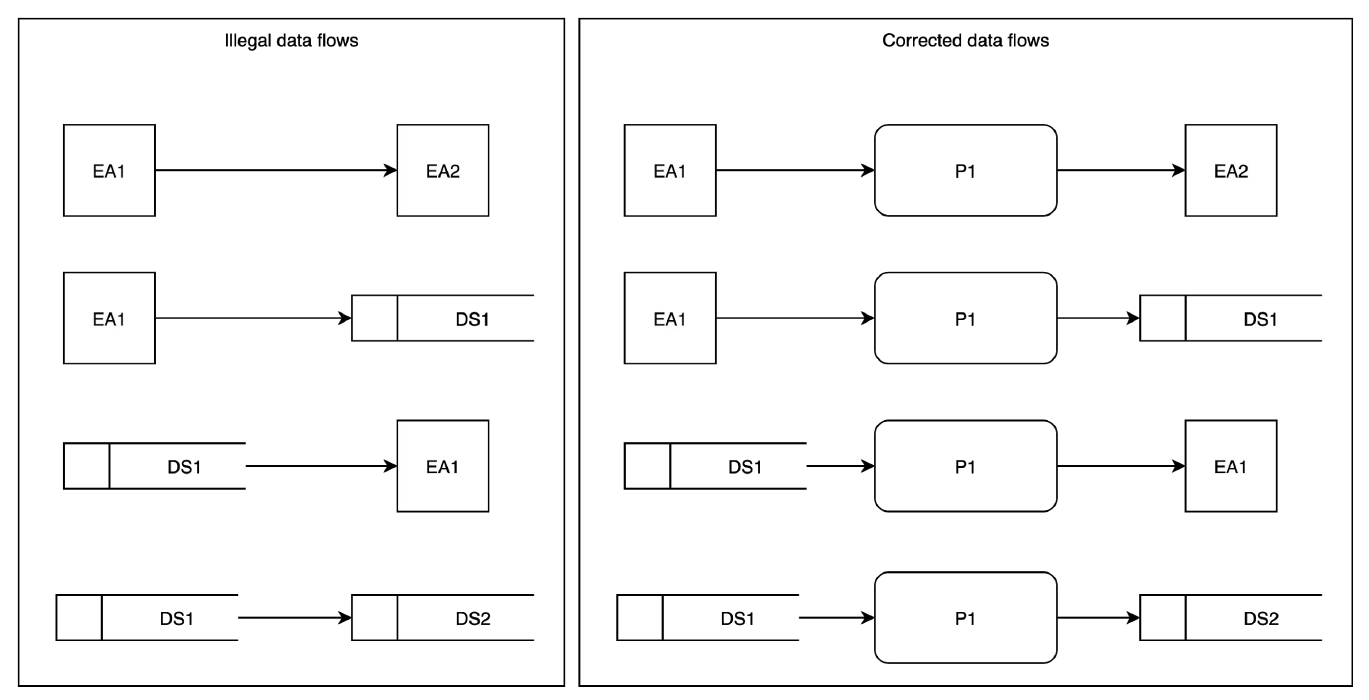 Illegal data flows
EA1 EA2
EA1 DS1
DS1 EA1
DS1 DS2
Corrected data flows
EA1 P1 EA2
EA1 P1 DS1
DS1 P1 EA1
DS1 P1 DS2